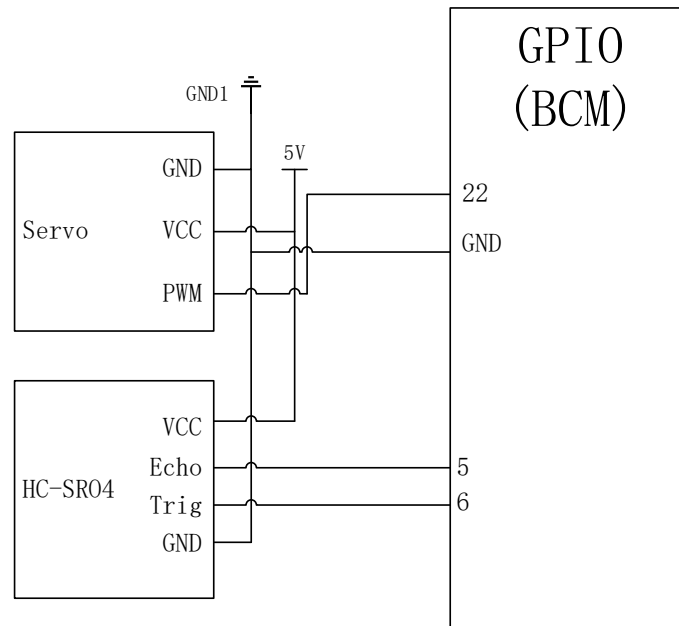 GPIO
(BCM)
GND1
5V
GND
22
Servo
VCC
GND
PWM
VCC
Echo
5
HC-SR04
Trig
6
GND